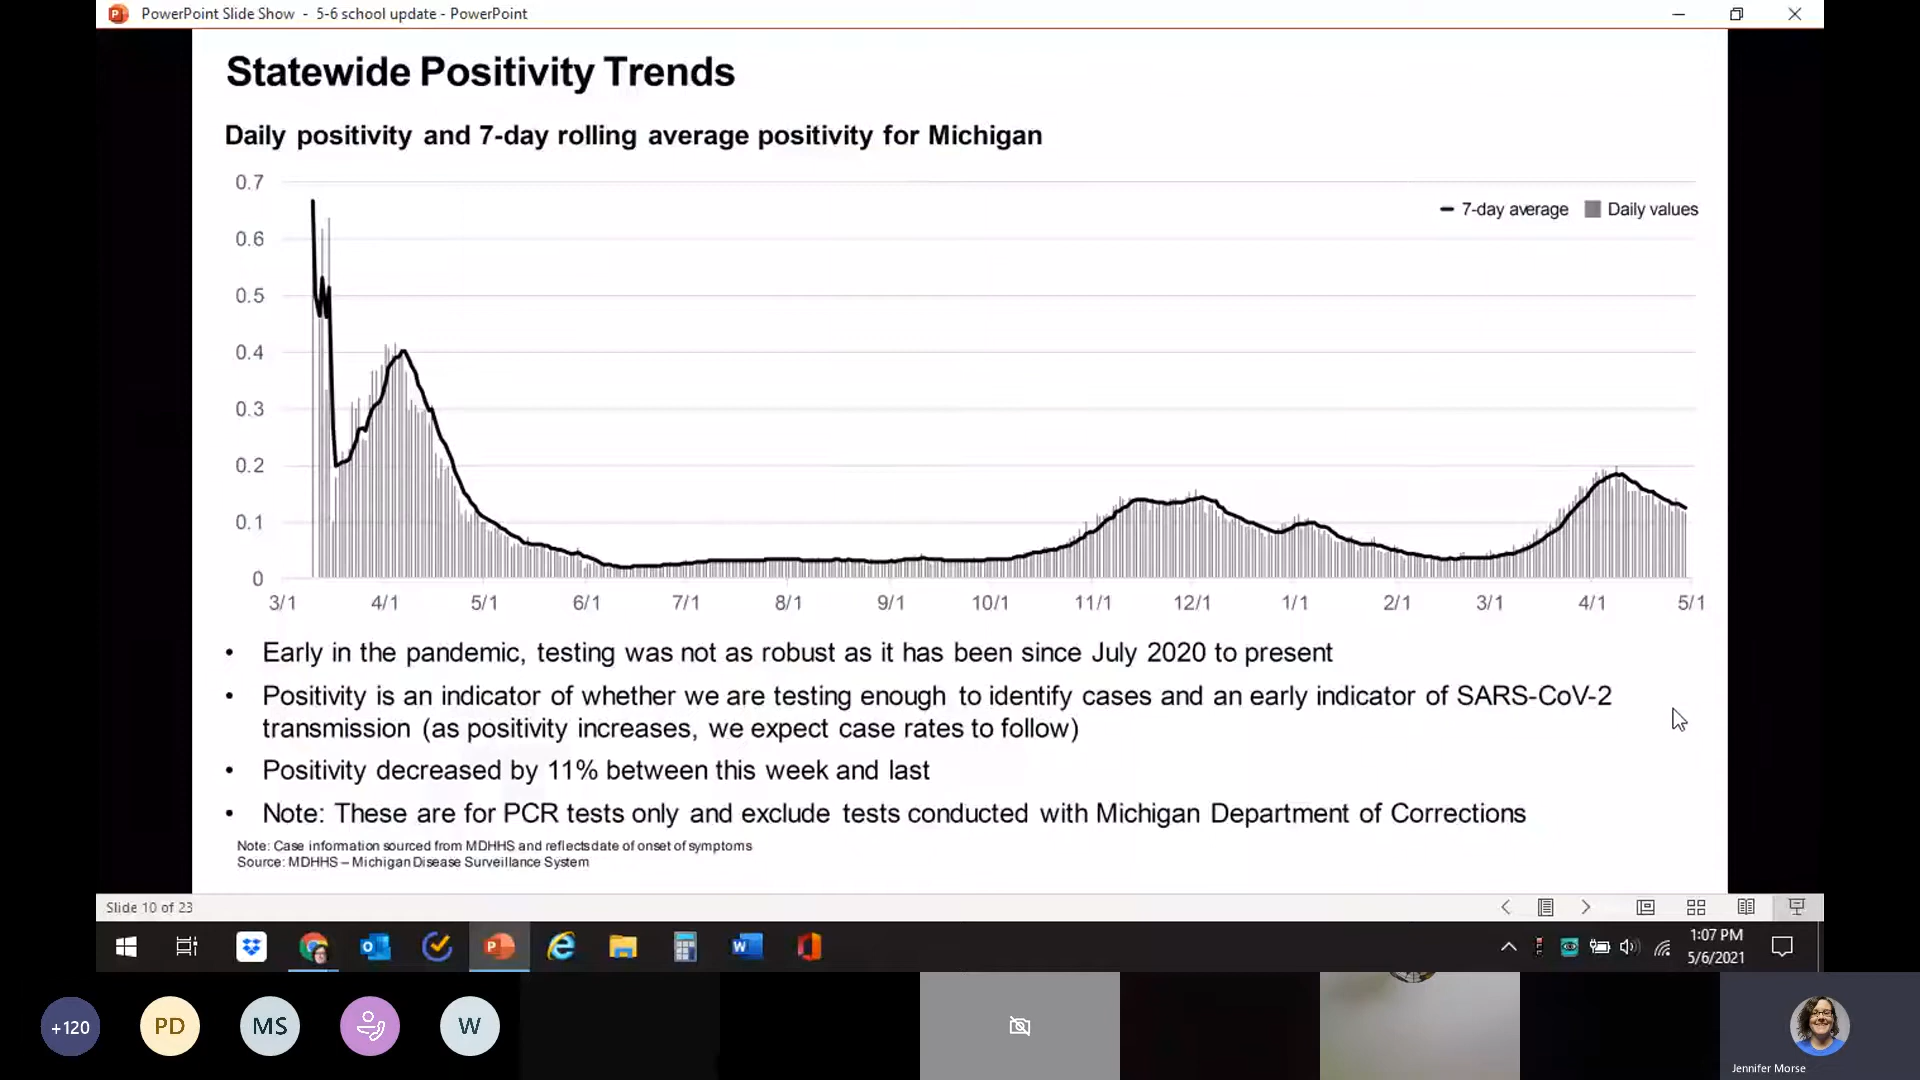 PowerPoint Slide Show - 5-6 school update - PowerPoint
Statewide Positivity Trends
Daily positivity and 7-day rolling average positivity for Michigan
0.7
7-day average
Daily values
0.6
0.5
0.4
0.3
0.2
0.1
0
3/1 4/1 5/1 6/1 7/1 8/1 9/1 10/1 11/1 12/1 1/1 2/1 3/1 4/1 5/1
• Early in the pandemic, testing was not as robust as it has been since July 2020 to present
• Positivity is an indicator of whether we are testing enough to identify cases and an early indicator of SARS-CoV-2
transmission (as positivity increases, we expect case rates to follow)
• Positivity decreased by 11% between this week and last
• Note: These are for PCR tests only and exclude tests conducted with Michigan Department of Corrections
Note: Case information sourced from MDHHS and reflects date of onset of symptoms
Source: MDHHS – Michigan Disease Surveillance System
Slide 10 of 23
1:07 PM
5/6/2021
+120 PD MS W
Jennifer Morse